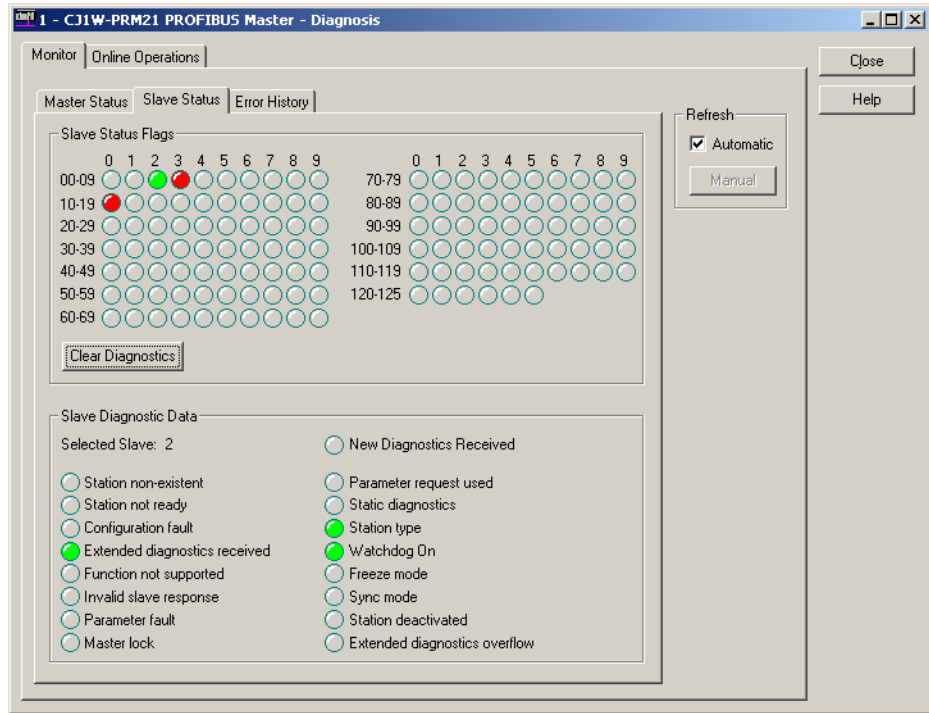 1 - CJ1W-PRM21 PROFIBUS Master - Diagnosis
Monitor Online Operations
Close
Help
Master Status Slave Status Error History
Refresh
Automatic
Manual
Slave Status Flags
0 1 2 3 4 5 6 7 8 9
00-09
10-19
20-29
30-39
40-49
50-59
60-69
0 1 2 3 4 5 6 7 8 9
70-79
80-89
90-99
100-109
110-119
120-125
Clear Diagnostics
Slave Diagnostic Data
Selected Slave: 2
New Diagnostics Received
Station non-existent
Station not ready
Configuration fault
Extended diagnostics received
Function not supported
Invalid slave response
Parameter fault
Master lock
Parameter request used
Static diagnostics
Station type
Watchdog On
Freeze mode
Sync mode
Station deactivated
Extended diagnostics overflow